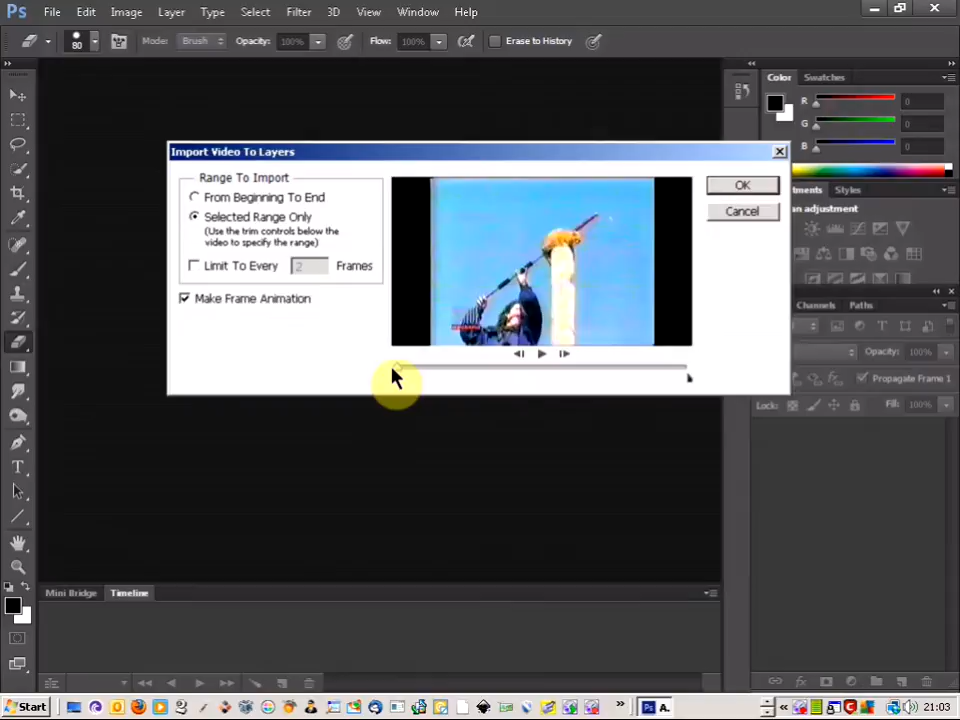 Ps File Edit Image Layer Type Select Filter 3D View Window Help
80 Mode: Brush Opacity: 100% Flow: 100% Erase to History
Color Swatches
R 0
G 0
B 0
Import Video To Layers
Range To Import
From Beginning To End
Selected Range Only
(Use the trim controls below the
video to specify the range)
Limit To Every 2 Frames
Make Frame Animation
OK
Cancel
tments Styles
an adjustment
Channels Paths
Opacity: 100%
Propagate Frame 1
Lock: Fill: 100%
Mini Bridge Timeline
Start
A.
21:03